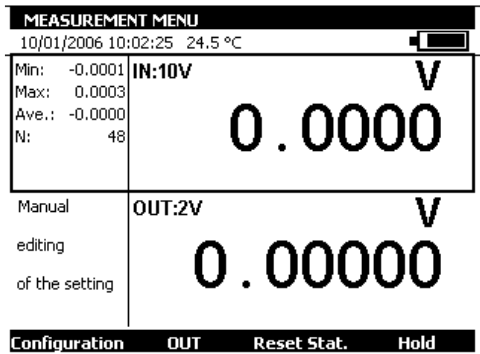 MEASUREMENT MENU
10/01/2006 10:02:25 24.5 °C
Min: -0.0001
Max: 0.0003
Ave.: -0.0000
N: 48
IN:10V V
0.0000
Manual
editing
of the setting
OUT:2V V
0.00000
Configuration OUT Reset Stat. Hold